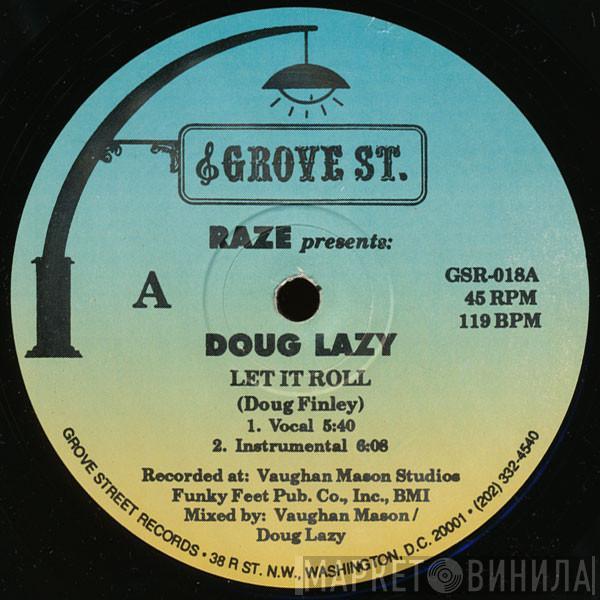 GROVE ST.
RAZE presents:
A
GSR-018A
45 RPM
119 BPM
DOUG LAZY
LET IT ROLL
(Doug Finley)
1. Vocal 5:40
2. Instrumental 6:08
Recorded at: Vaughan Mason Studios
Funky Feet Pub. Co., Inc., BMI
Mixed by: Vaughan Mason /
Doug Lazy
GROVE STREET RECORDS • 38 R ST. N.W., WASHINGTON, D.C. 20001 • (202) 332-4540
МАРКЕТ ВИНИЛА